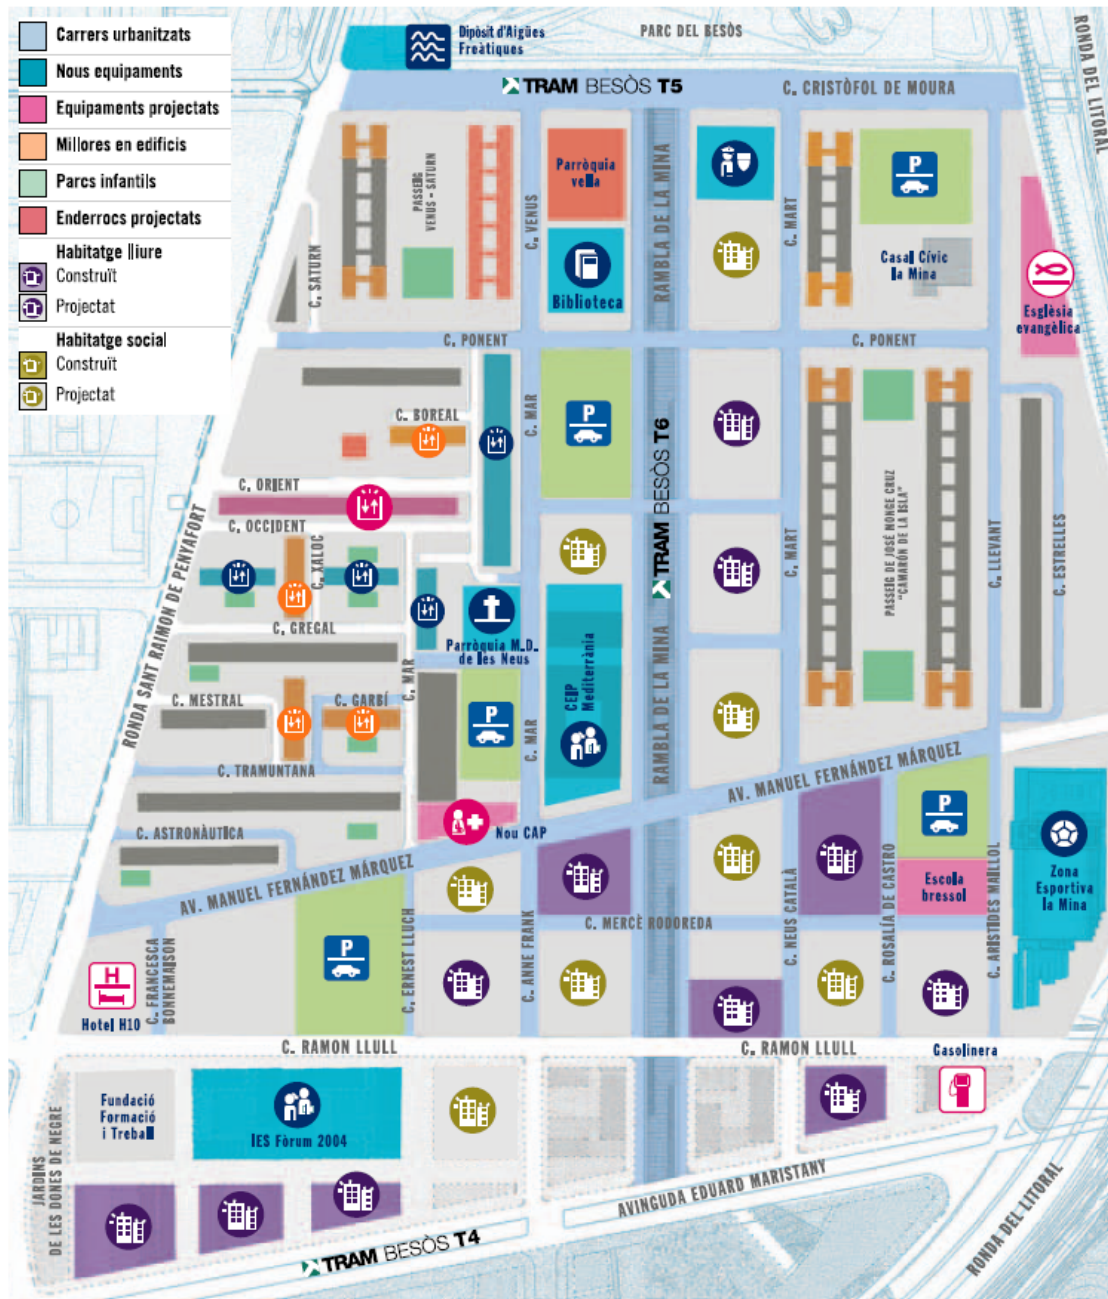 Carrers urbanitzats
Nous equipaments
Equipaments projectats
Millores en edificis
Parcs infantils
Enderrocs projectats
Habitatge lliure
Construït
Projectat
Habitatge social
Construït
Projectat
Dipòsit d'Aigües
Freàtiques
PARC DEL BESÒS
RONDA DEL LITORAL
TRAM BESÒS T5
C. CRISTÒFOL DE MOURA
PASSEIG
VENUS - SATURN
C. VENUS
Parròquia
vella
RAMBLA DE LA MINA
C. MART
P
C. SATURN
Biblioteca
Casal Cívic
la Mina
Església
evangèlica
C. PONENT
C. PONENT
C. BOREAL
C. MAR
P
TRAM BESÒS T6
C. ORIENT
C. OCCIDENT
C. XALOC
C. MART
PASSEIG DE JOSÉ MONGE CRUZ
"CAMARÓN DE LA ISLA"
C. LLEVANT
C. ESTRELLES
RONDA SANT RAIMON DE PENYAFORT
C. GREGAL
Parròquia M.D.
de les Neus
C. MAR
CEIP
Mediterrània
RAMBLA DE LA MINA
C. MESTRAL
C. GARBÍ
P
C. MAR
C. TRAMUNTANA
AV. MANUEL FERNÁNDEZ MÁRQUEZ
P
C. ASTRONÀUTICA
Nou CAP
AV. MANUEL FERNÁNDEZ MÁRQUEZ
Escola
bressol
Zona
Esportiva
la Mina
C. MERCÈ RODOREDA
C. NEUS CATALÀ
C. ROSALÍA DE CASTRO
C. ARISTIDES MAILLOL
P
C. ERNEST LLUCH
C. ANNE FRANK
C. FRANCESCA
BONNEMAISON
H
Hotel H10
C. RAMON LLULL
C. RAMON LLULL
Gasolinera
Fundació
Formació
i Treball
IES Fòrum 2004
JARDINS
DE LES DONES DE NEGRE
AVINGUDA EDUARD MARISTANY
RONDA DEL LITORAL
TRAM BESÒS T4